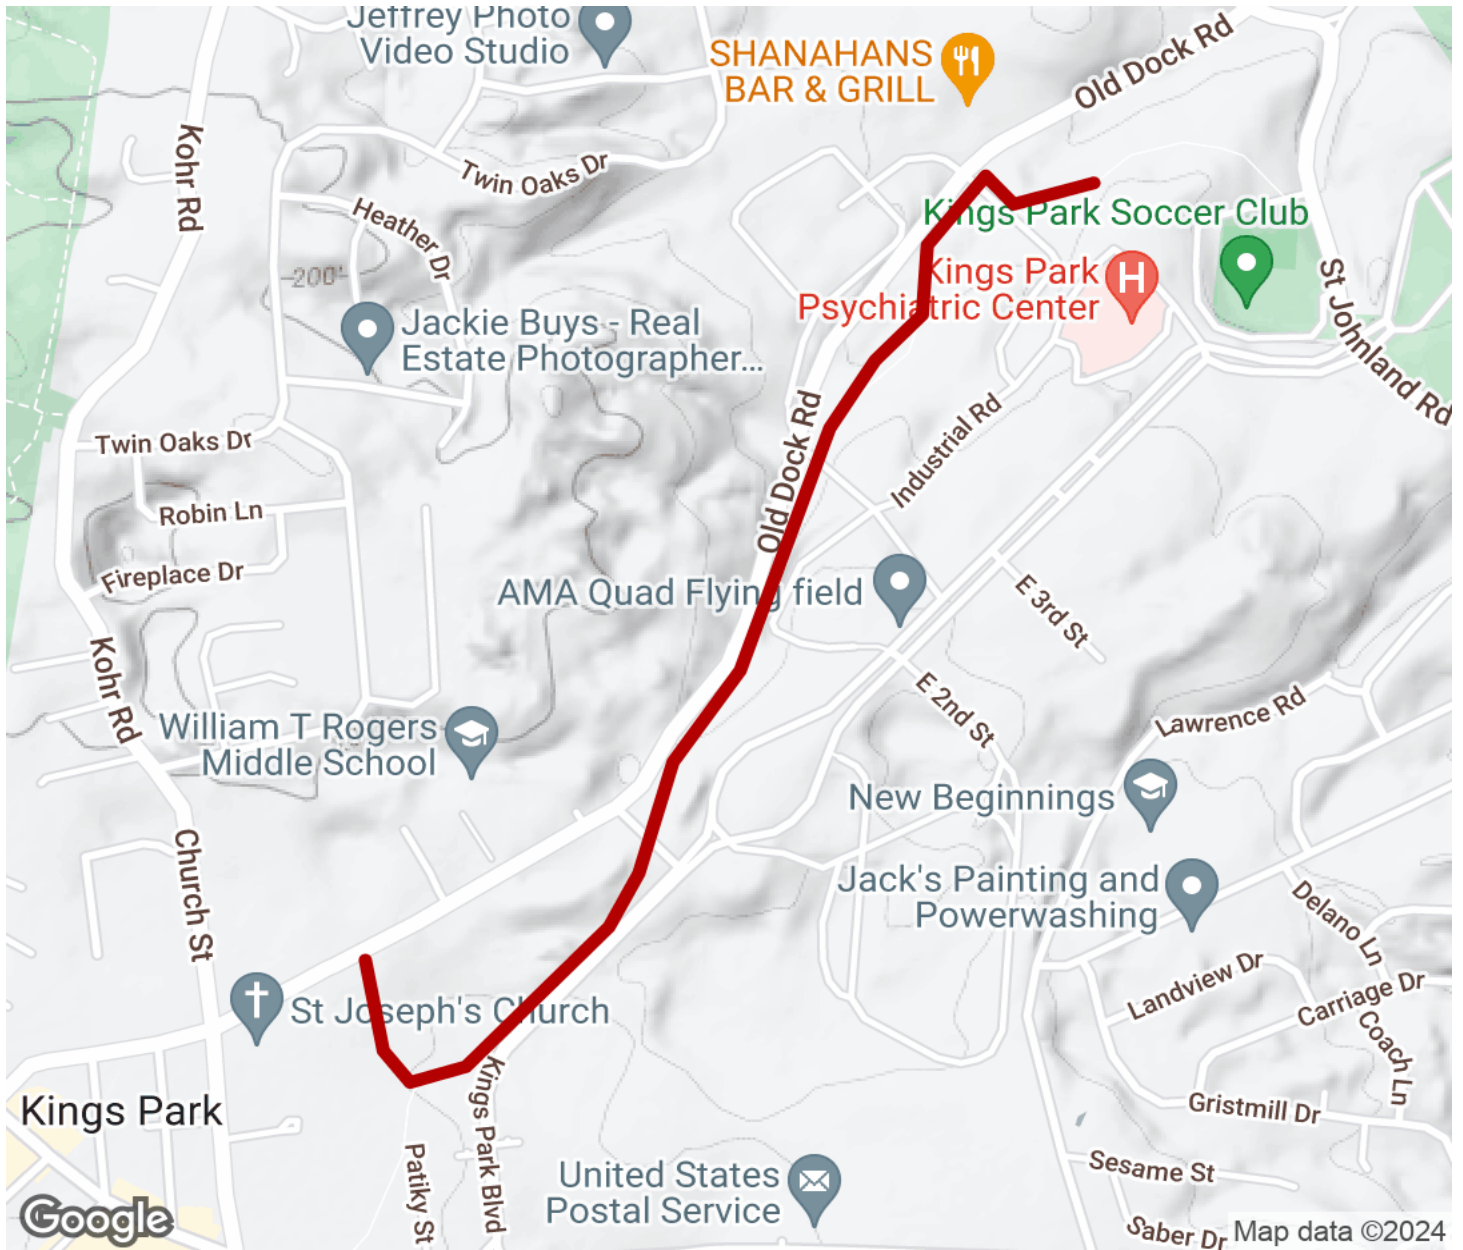 Jeffrey Photo
Video Studio
SHANAHANS
BAR & GRILL
Old Dock Rd
Kohr Rd
Twin Oaks Dr
Heather Dr
200'
Kings Park Soccer Club
Kings Park
Psychiatric Center
St Johnland Rd
Jackie Buys - Real
Estate Photographer...
Twin Oaks Dr
Old Dock Rd
Industrial Rd
Robin Ln
Fireplace Dr
AMA Quad Flying field
E 3rd St
Kohr Rd
E 2nd St
Lawrence Rd
William T Rogers
Middle School
New Beginnings
Church St
Jack's Painting and
Powerwashing
Delano Ln
Landview Dr
Carriage Dr
St Joseph's Church
Coach Ln
Kings Park
Kings Park Blvd
Gristmill Dr
Patiky St
United States
Postal Service
Sesame St
Saber Dr
Google
Map data ©2024